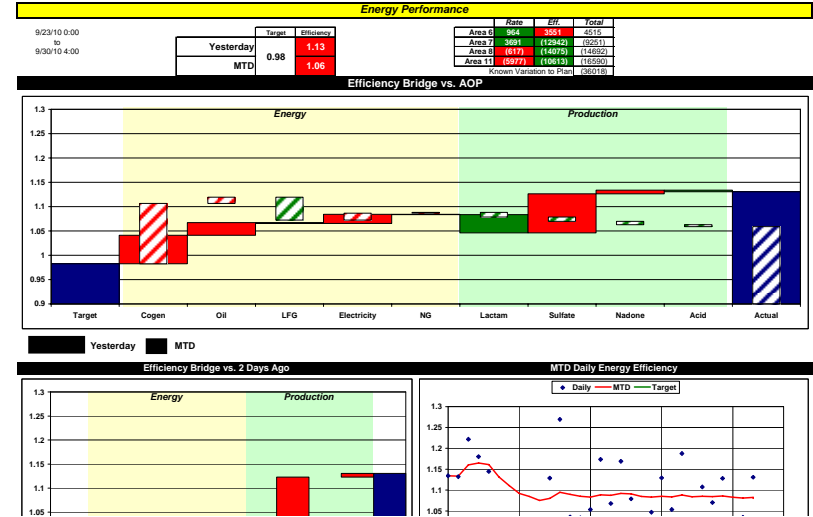 Energy Performance
9/23/10 0:00
to
9/30/10 4:00
Target Efficiency
Yesterday 0.98 1.13
MTD 1.06
Rate Eff. Total
Area 6 964 3551 4515
Area 7 3691 (12942) (9251)
Area 8 (617) (14075) (14692)
Area 11 (5977) (10613) (16590)
Known Variation to Plan (36018)
Efficiency Bridge vs. AOP
Energy Production
1.3
1.25
1.2
1.15
1.1
1.05
1
0.95
0.9
Target Cogen Oil LFG Electricity NG Lactam Sulfate Nadone Acid Actual
Yesterday MTD
Efficiency Bridge vs. 2 Days Ago
Energy Production
1.3
1.25
1.2
1.15
1.1
1.05
MTD Daily Energy Efficiency
Daily MTD Target
1.3
1.25
1.2
1.15
1.1
1.05